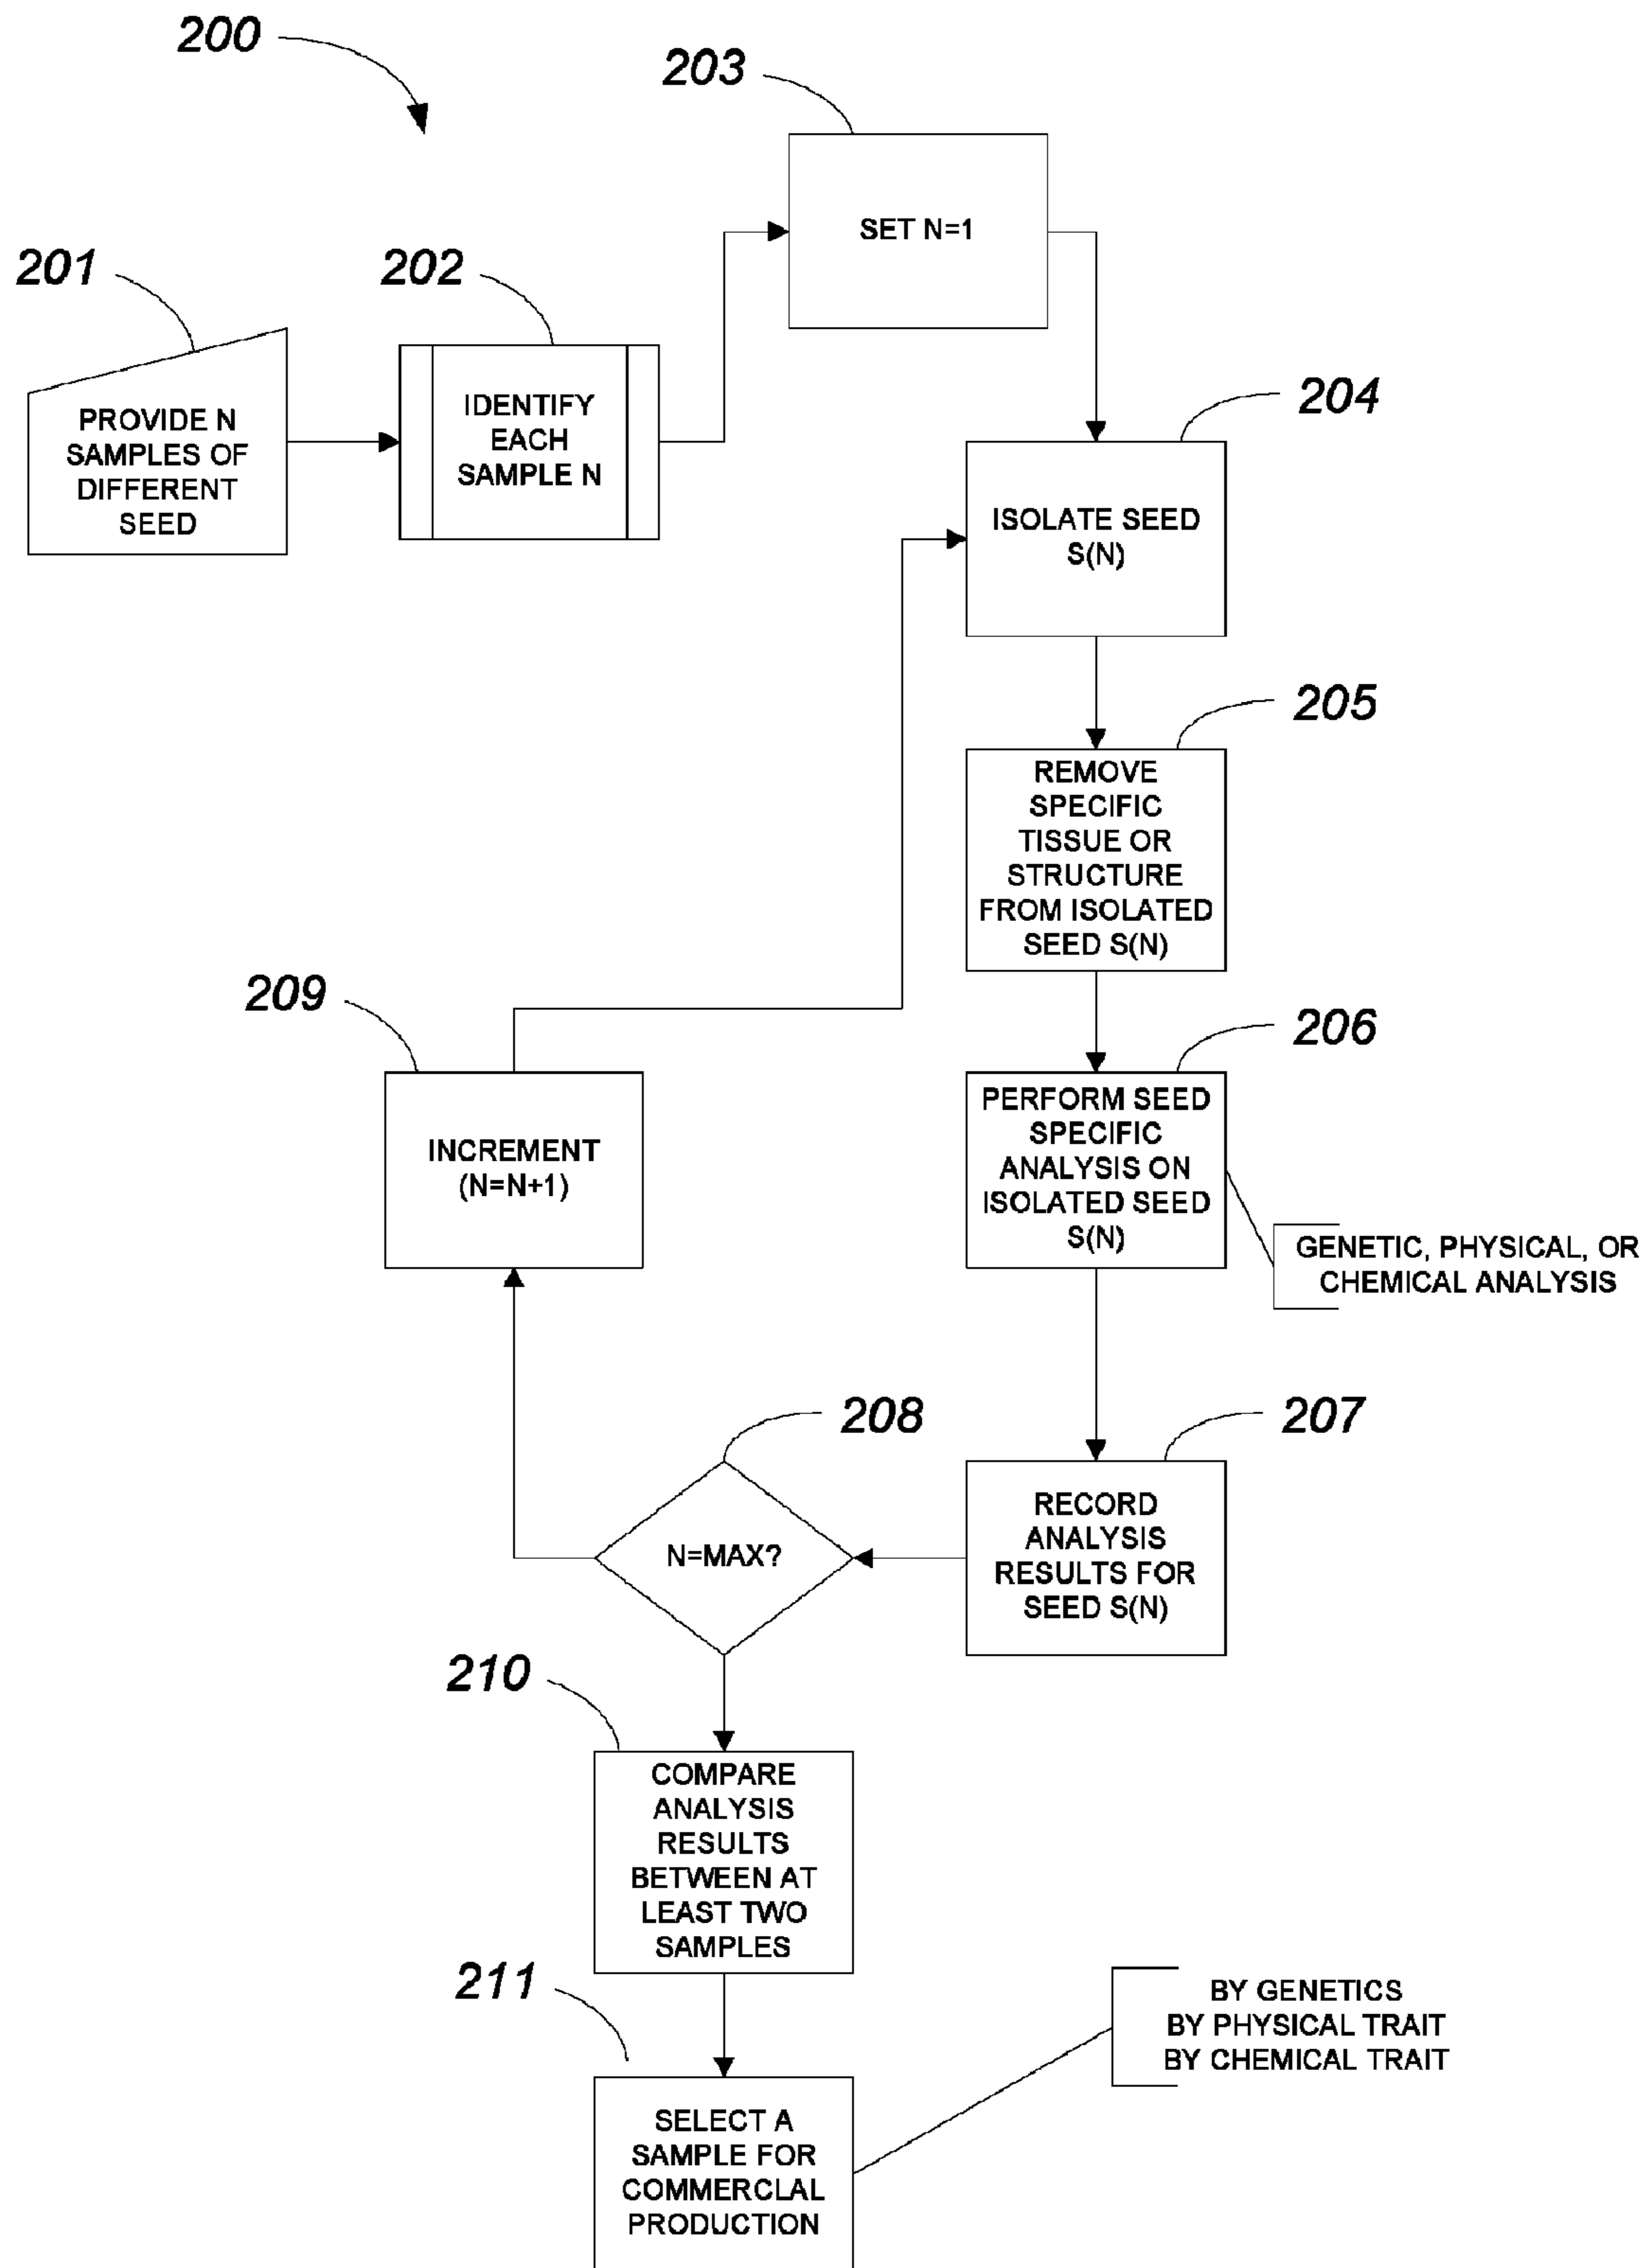 200
203
SET N=1
201
202
PROVIDE N
SAMPLES OF
DIFFERENT
SEED
IDENTIFY
EACH
SAMPLE N
204
ISOLATE SEED
S(N)
205
REMOVE
SPECIFIC
TISSUE OR
STRUCTURE
FROM ISOLATED
SEED S(N)
209
INCREMENT
(N=N+1)
206
PERFORM SEED
SPECIFIC
ANALYSIS ON
ISOLATED SEED
S(N)
GENETIC, PHYSICAL, OR
CHEMICAL ANALYSIS
208
N=MAX?
207
RECORD
ANALYSIS
RESULTS FOR
SEED S(N)
210
COMPARE
ANALYSIS
RESULTS
BETWEEN AT
LEAST TWO
SAMPLES
211
SELECT A
SAMPLE FOR
COMMERCLAL
PRODUCTION
BY GENETICS
BY PHYSICAL TRAIT
BY CHEMICAL TRAIT